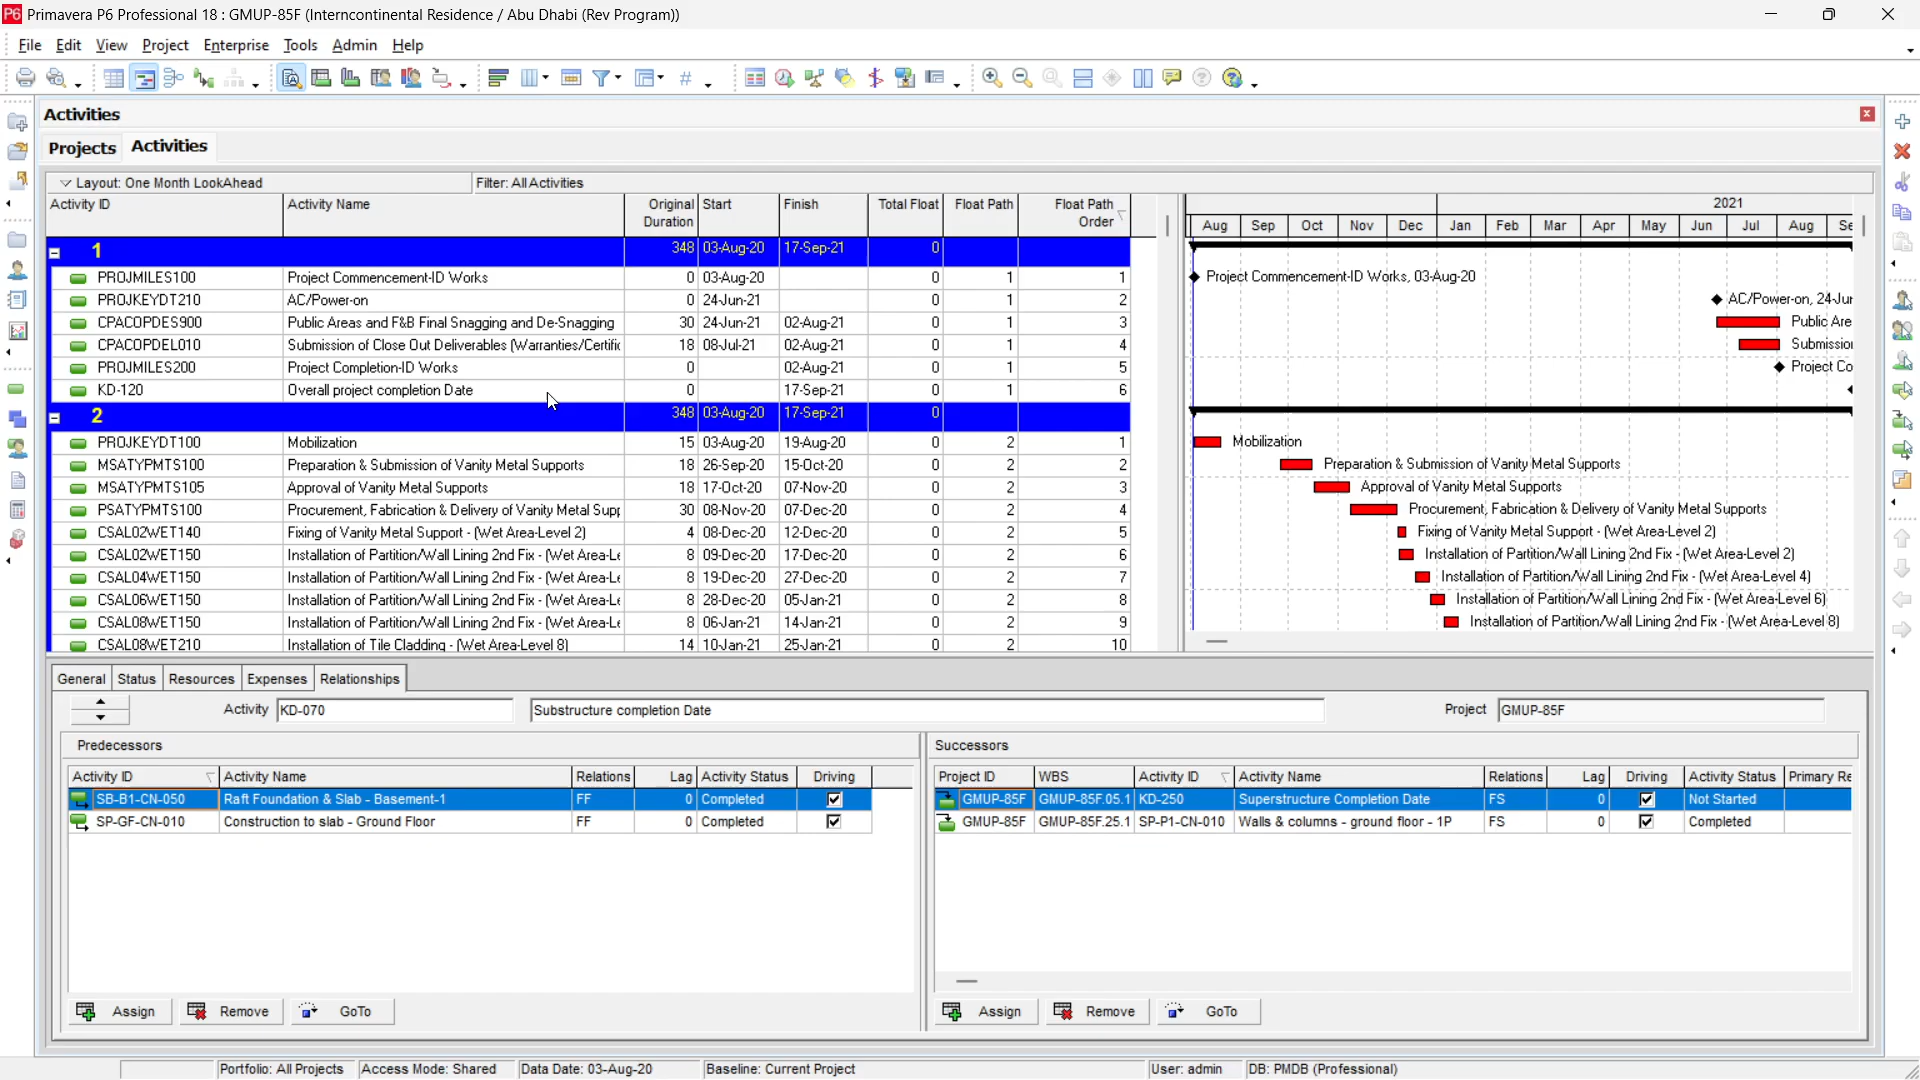 P6 Primavera P6 Professional 18 : GMUP-85F (Interncontinental Residence / Abu Dhabi (Rev Program))
File Edit View Project Enterprise Tools Admin Help
Activities
Projects Activities
Layout: One Month LookAhead Filter: All Activities
Activity ID Activity Name Original Duration Start Finish Total Float Float Path Float Path Order 2021
Aug Sep Oct Nov Dec Jan Feb Mar Apr May Jun Jul Aug Se
1 348 03-Aug-20 17-Sep-21 0
PROJMILES100 Project Commencement-ID Works 0 03-Aug-20 0 1 1 Project Commencement-ID Works, 03-Aug-20
PROJKEYDT210 AC/Power-on 0 24-Jun-21 0 1 2 AC/Power-on, 24-Jur
CPACOPDES900 Public Areas and F&B Final Snagging and De-Snagging 30 24-Jun-21 02-Aug-21 0 1 3 Public Are
CPACOPDEL010 Submission of Close Out Deliverables (Warranties/Certific 18 08-Jul-21 02-Aug-21 0 1 4 Submission
PROJMILES200 Project Completion-ID Works 0 02-Aug-21 0 1 5 Project Co
KD-120 Overall project completion Date 0 17-Sep-21 0 1 6
2 348 03-Aug-20 17-Sep-21 0
PROJKEYDT100 Mobilization 15 03-Aug-20 19-Aug-20 0 2 1 Mobilization
MSATYPMTS100 Preparation & Submission of Vanity Metal Supports 18 26-Sep-20 15-Oct-20 0 2 2 Preparation & Submission of Vanity Metal Supports
MSATYPMTS105 Approval of Vanity Metal Supports 18 17-Oct-20 07-Nov-20 0 2 3 Approval of Vanity Metal Supports
PSATYPMTS100 Procurement, Fabrication & Delivery of Vanity Metal Supp 30 08-Nov-20 07-Dec-20 0 2 4 Procurement, Fabrication & Delivery of Vanity Metal Supports
CSAL02WET140 Fixing of Vanity Metal Support - (Wet Area-Level 2) 4 08-Dec-20 12-Dec-20 0 2 5 Fixing of Vanity Metal Support - (Wet Area-Level 2)
CSAL02WET150 Installation of Partition/Wall Lining 2nd Fix - (Wet Area-Le 8 09-Dec-20 17-Dec-20 0 2 6 Installation of Partition/Wall Lining 2nd Fix - (Wet Area-Level 2)
CSAL04WET150 Installation of Partition/Wall Lining 2nd Fix - (Wet Area-Le 8 19-Dec-20 27-Dec-20 0 2 7 Installation of Partition/Wall Lining 2nd Fix - (Wet Area-Level 4)
CSAL06WET150 Installation of Partition/Wall Lining 2nd Fix - (Wet Area-Le 8 28-Dec-20 05-Jan-21 0 2 8 Installation of Partition/Wall Lining 2nd Fix - (Wet Area-Level 6)
CSAL08WET150 Installation of Partition/Wall Lining 2nd Fix - (Wet Area-Le 8 06-Jan-21 14-Jan-21 0 2 9 Installation of Partition/Wall Lining 2nd Fix - (Wet Area-Level 8)
CSAL08WET210 Installation of Tile Cladding - (Wet Area-Level 8) 14 10-Jan-21 25-Jan-21 0 2 10
General Status Resources Expenses Relationships
Activity KD-070 Substructure completion Date Project GMUP-85F
Predecessors Successors
Activity ID Activity Name Relations Lag Activity Status Driving Project ID WBS Activity ID Activity Name Relations Lag Driving Activity Status Primary Re
SB-B1-CN-050 Raft Foundation & Slab - Basement-1 FF 0 Completed GMUP-85F GMUP-85F.05.1 KD-250 Superstructure Completion Date FS 0 Not Started
SP-GF-CN-010 Construction to slab - Ground Floor FF 0 Completed GMUP-85F GMUP-85F.25.1 SP-P1-CN-010 Walls & columns - ground floor - 1P FS 0 Completed
Assign Remove GoTo Assign Remove GoTo
Portfolio: All Projects Access Mode: Shared Data Date: 03-Aug-20 Baseline: Current Project User: admin DB: PMDB (Professional)